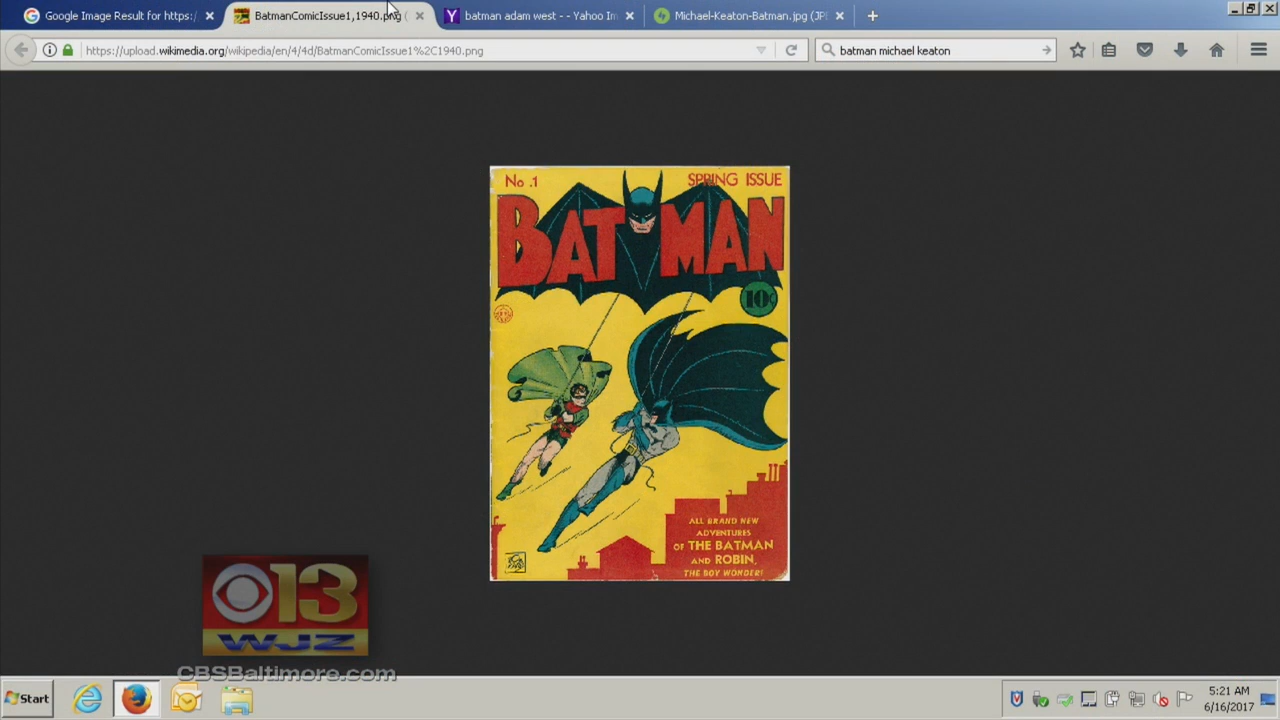 Google Image Result for https:/
BatmanComicIssue1,1940.png (
batman adam west - - Yahoo Im
Michael-Keaton-Batman.jpg (JPE
https://upload.wikimedia.org/wikipedia/en/4/4d/BatmanComicIssue1%2C1940.png
batman michael keaton
No.1
SPRING ISSUE
BATMAN
10¢
ALL BRAND NEW
ADVENTURES
OF THE BATMAN
AND ROBIN,
THE BOY WONDER!
13
WJZ
CBSBaltimore.com
Start
5:21 AM
6/16/2017